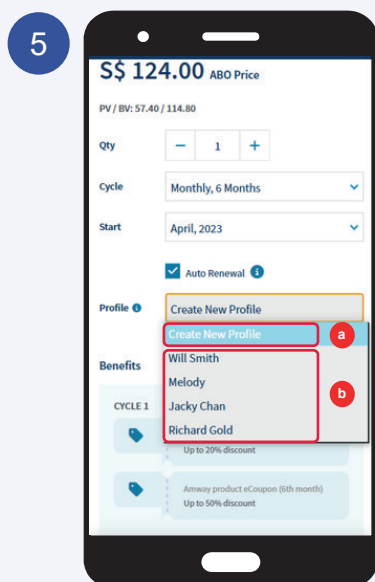 5
S$ 124.00 ABO Price
PV / BV: 57.40 / 114.80
Qty − 1 +
Cycle Monthly, 6 Months
Start April, 2023
Auto Renewal i
Profile i Create New Profile
Create New Profile a
Benefits
Will Smith
Melody b
CYCLE 1
Jacky Chan
Richard Gold
Up to 20% discount
Amway product eCoupon (6th month)
Up to 50% discount